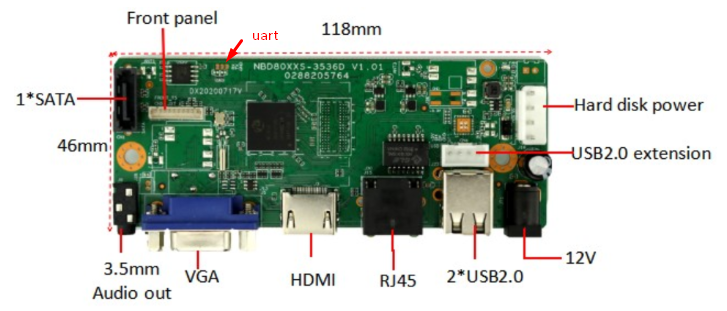 Front panel
uart
118mm
NBD80XXS-3536D V1.01
0288205764
1*SATA
DX20200717V
Hard disk power
46mm
USB2.0 extension
3.5mm
Audio out
VGA
HDMI
RJ45
2*USB2.0
12V